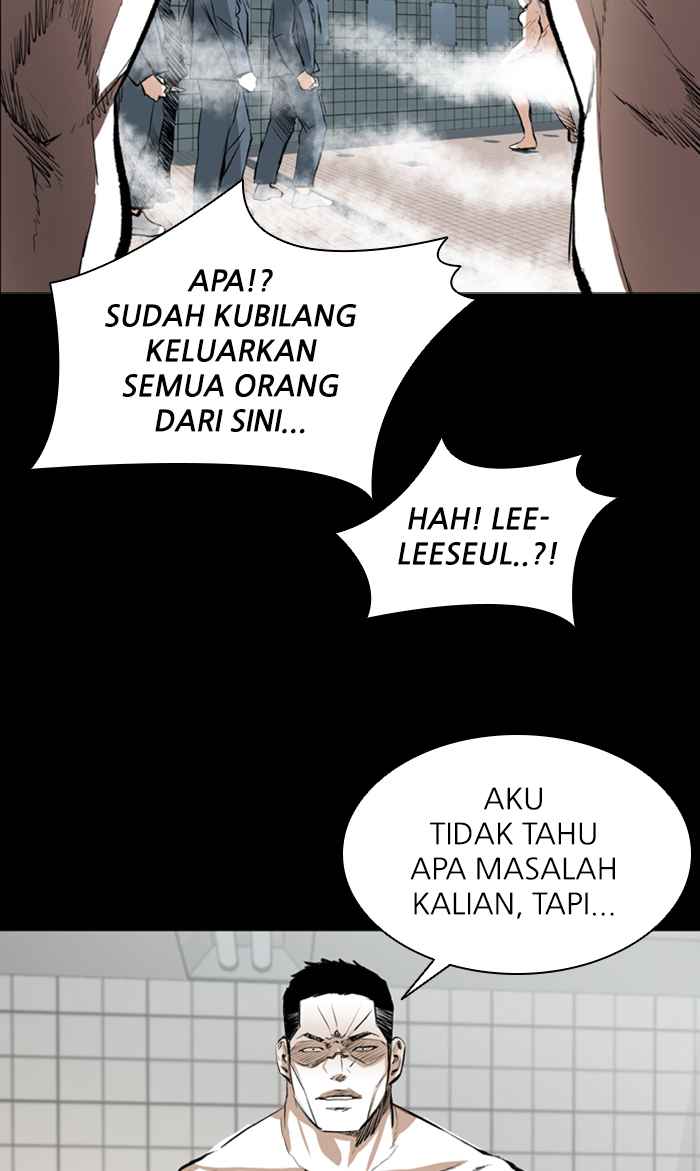 APA!?
SUDAH KUBILANG
KELUARKAN
SEMUA ORANG
DARI SINI...
HAH! LEE-
LEESEUL..?!
AKU
TIDAK TAHU
APA MASALAH
KALIAN, TAPI...